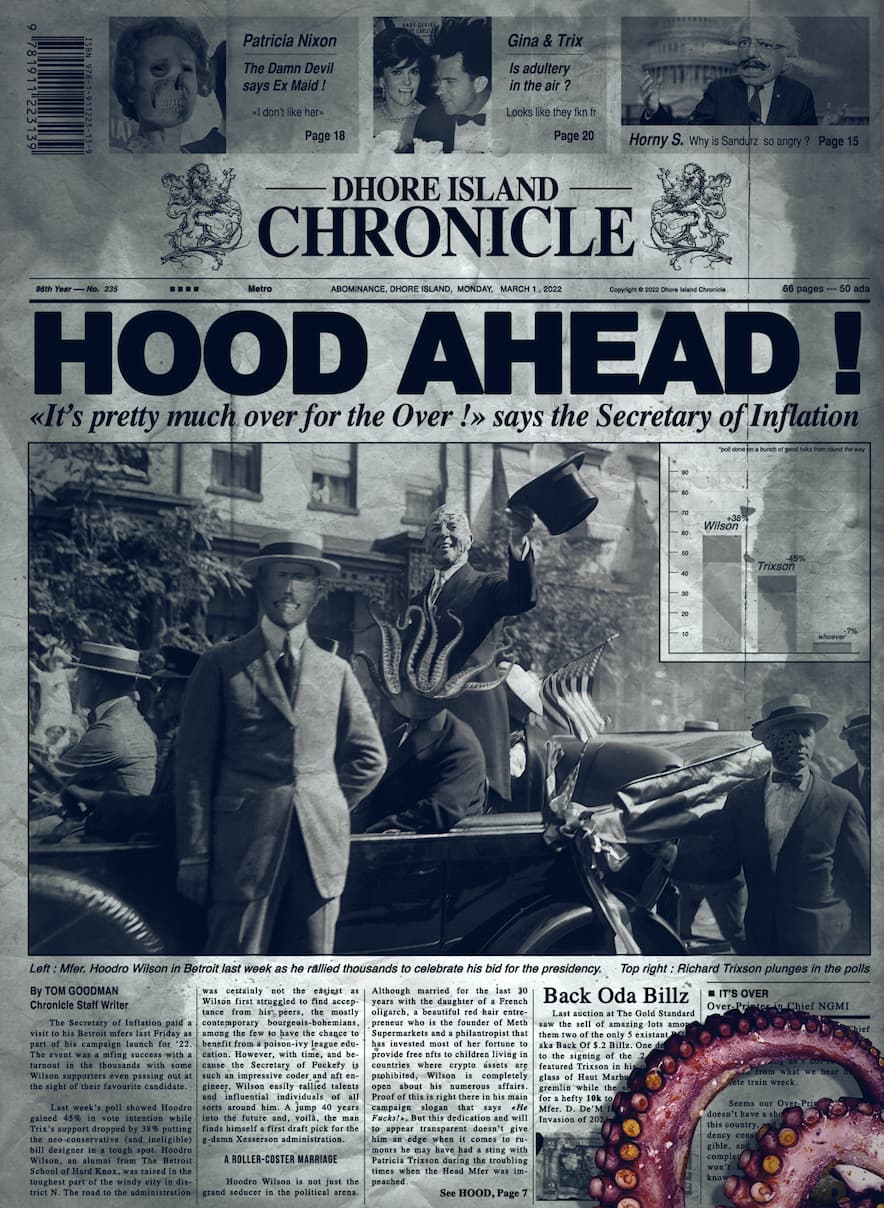 9 781911 223139
ISBN 978-1-911223-13-9
Patricia Nixon
The Damn Devil
says Ex Maid !
«I don't like her»
Page 18
Gina & Trix
Is adultery
in the air ?
Looks like they fkn fr
Page 20
Horny S. Why is Sandurz so angry ? Page 15
DHORE ISLAND
CHRONICLE
96th Year — No. 235
Metro
ABOMINANCE, DHORE ISLAND, MONDAY, MARCH 1 , 2022
Copyright © 2022 Dhore Island Chronicle
66 pages --- 50 ada
HOOD AHEAD !
«It's pretty much over for the Over !» says the Secretary of Inflation
*poll done on a bunch of good folks from round the way
90
80
70
60
50
40
30
20
10
+38%
Wilson
-45%
Trixson
-?%
whoever
Left : Mfer. Hoodro Wilson in Betroit last week as he rallied thousands to celebrate his bid for the presidency. Top right : Richard Trixson plunges in the polls
By TOM GOODMAN
Chronicle Staff Writer
The Secretary of Inflation paid a
visit to his Betroit mfers last Friday as
part of his campaign launch for '22.
The event was a mfing success with a
turnout in the thousands with some
Wilson supporters even passing out at
the sight of their favourite candidate.
Last week's poll showed Hoodro
gained 45% in vote intention while
Trix's support dropped by 38% putting
the neo-conservative (and ineligible)
bill designer in a tough spot. Hoodro
Wilson, an alumni from The Betroit
School of Hard Knox, was raised in the
toughest part of the windy city in dis-
trict N. The road to the administration
was certainly not the easiest as
Wilson first struggled to find accep-
tance from his peers, the mostly
contemporary bourgeois-bohemians,
among the few to have the chance to
benefit from a poison-ivy league edu-
cation. However, with time, and be-
cause the Secretary of Puckefy is
such an impressive coder and nft en-
gineer, Wilson easily rallied talents
and influential individuals of all
sorts around him. A jump 40 years
into the future and, voilà, the man
finds himself a first draft pick for the
g-damn Xesserson administration.
A ROLLER-COSTER MARRIAGE
Hoodro Wilson is not just the
grand seducer in the political arena.
Although married for the last 30
years with the daughter of a French
oligarch, a beautiful red hair entre-
preneur who is the founder of Meth
Supermarkets and a philantropist that
has invested most of her fortune to
provide free nfts to children living in
countries where crypto assets are
prohibited, Wilson is completely
open about his numerous affairs.
Proof of this is right there in his main
campaign slogan that says «He
Fucks!». But this dedication and will
to appear transparent doesn't give
him an edge when it comes to ru-
mours he may have had a sting with
Patricia Trixson during the troubling
times when the Head Mfer was im-
peached.
See HOOD, Page 7
Back Oda Billz
Last auction at The Gold Standard
saw the sell of amazing lots among
them two of the only 5 existant
aka Back Of $.2 Billz. One
to the signing of the .2
featured Trixson in his
glass of Haut
gremlin while the
for a hefty 10k to
Mfer. D. De'M
Invasion of
IT'S OVER
Over-Printer in Chief NGMI
Chief
from what we hear
train wreck.
Seems our Over-
doesn't have a
this country,
dency
gible, and
won't